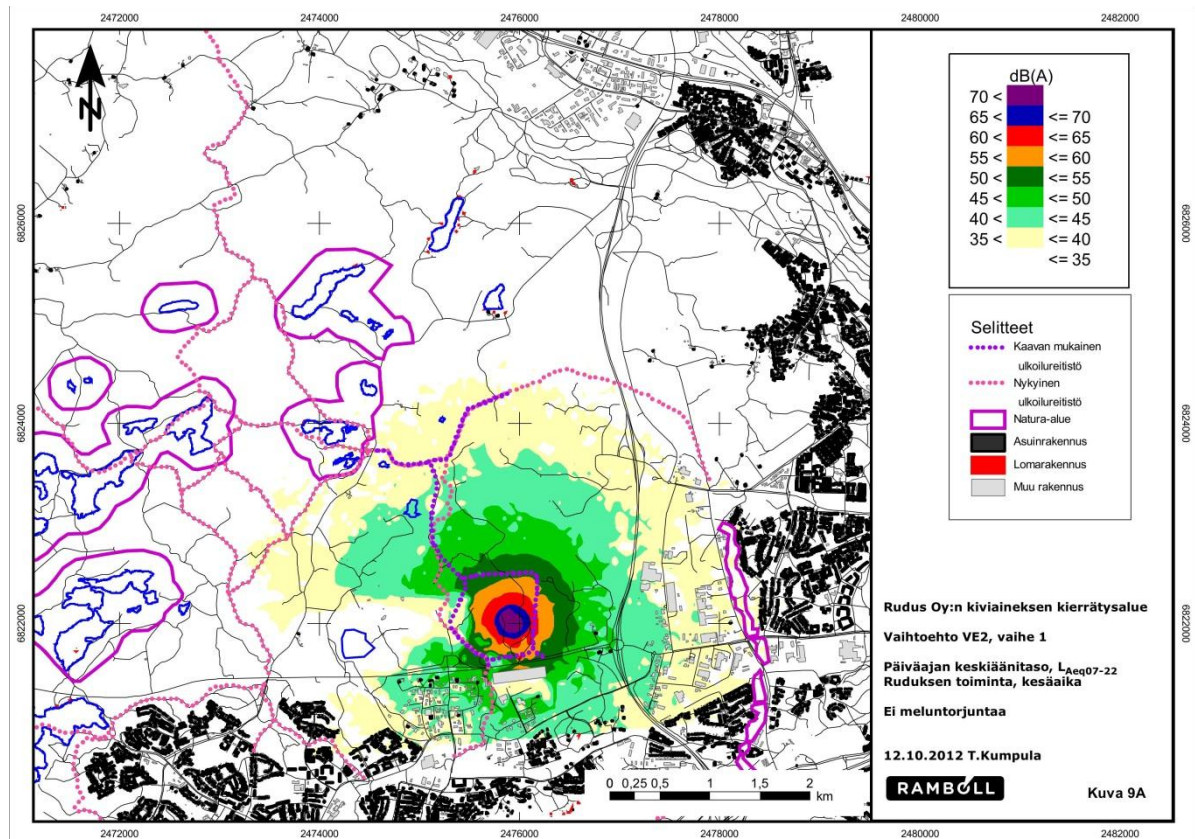 2472000 2474000 2476000 2478000 2480000 2482000
N
6826000 6826000
6824000 6824000
6822000 6822000
dB(A)
70 <
65 < <= 70
60 < <= 65
55 < <= 60
50 < <= 55
45 < <= 50
40 < <= 45
35 < <= 40
<= 35
Selitteet
Kaavan mukainen
ulkoilureitistö
Nykyinen
ulkoilureitistö
Natura-alue
Asuinrakennus
Lomarakennus
Muu rakennus
Rudus Oy:n kiviaineksen kierrätysalue
Vaihtoehto VE2, vaihe 1
Päiväajan keskiäänitaso, LAeq07-22
Ruduksen toiminta, kesäaika
Ei meluntorjuntaa
12.10.2012 T.Kumpula
RAMBOLL
Kuva 9A
0 0,25 0,5 1 1,5 2
km
2472000 2474000 2476000 2478000 2480000 2482000